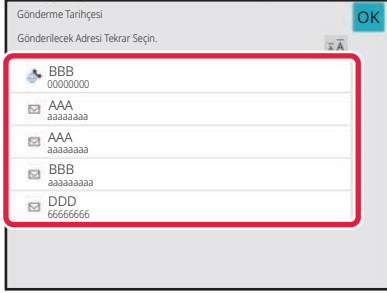 Gönderme Tarihçesi
OK
Gönderilecek Adresi Tekrar Seçin.
BBB
00000000
AAA
aaaaaaaa
AAA
aaaaaaaa
BBB
aaaaaaaaa
DDD
66666666